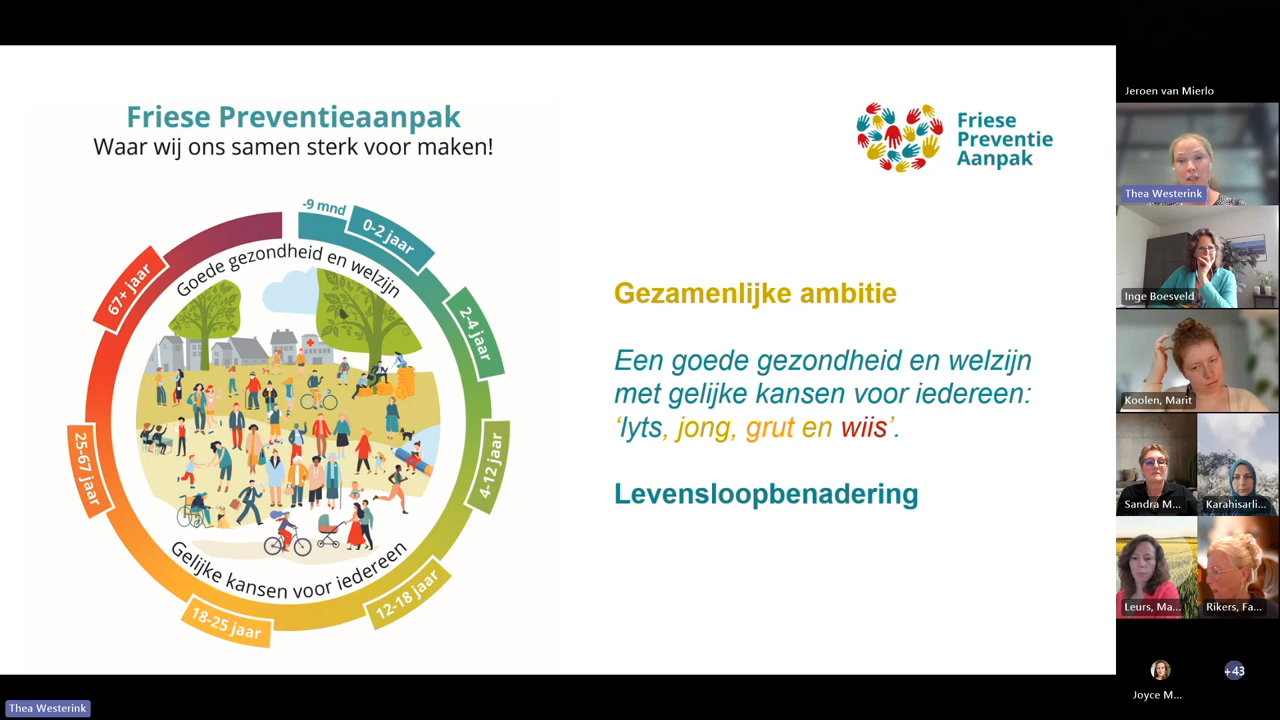 Friese Preventieaanpak
Waar wij ons samen sterk voor maken!
-9 mnd
0-2 jaar
2-4 jaar
4-12 jaar
12-18 jaar
18-25 jaar
25-67 jaar
67+ jaar
Goede gezondheid en welzijn
Gelijke kansen voor iedereen
Friese
Preventie
Aanpak
Gezamenlijke ambitie
Een goede gezondheid en welzijn
met gelijke kansen voor iedereen:
‘lyts, jong, grut en wiis’.
Levensloopbenadering
Jeroen van Mierlo
Thea Westerink
Inge Boesveld
Koolen, Marit
Sandra M...
Karahisarli...
Leurs, Ma...
Rikers, Fa...
Joyce M...
+43
Thea Westerink